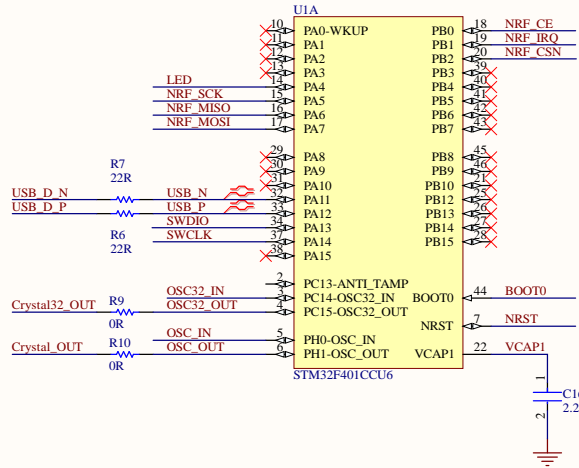 U1A
10 PA0-WKUP PB0 18 NRF_CE
11 PA1 PB1 19 NRF_IRQ
12 PA2 PB2 20 NRF_CSN
13 PA3 PB3 39
LED 14 PA4 PB4 40
NRF_SCK 15 PA5 PB5 41
NRF_MISO 16 PA6 PB6 42
NRF_MOSI 17 PA7 PB7 43
29 PA8 PB8 45
R7 30 PA9 PB9 46
22R 31 PA10 PB10 21
USB_D_N USB_N 32 PA11 PB12 25
USB_D_P USB_P 33 PA12 PB13 26
SWDIO 34 PA13 PB14 27
R6 SWCLK 37 PA14 PB15 28
22R 38 PA15
2 PC13-ANTI_TAMP
OSC32_IN 3 PC14-OSC32_IN BOOT0 44 BOOT0
Crystal32_OUT R9 OSC32_OUT 4 PC15-OSC32_OUT
0R NRST 7 NRST
OSC_IN 5 PH0-OSC_IN
Crystal_OUT R10 OSC_OUT 6 PH1-OSC_OUT VCAP1 22 VCAP1
0R
STM32F401CCU6
1
2